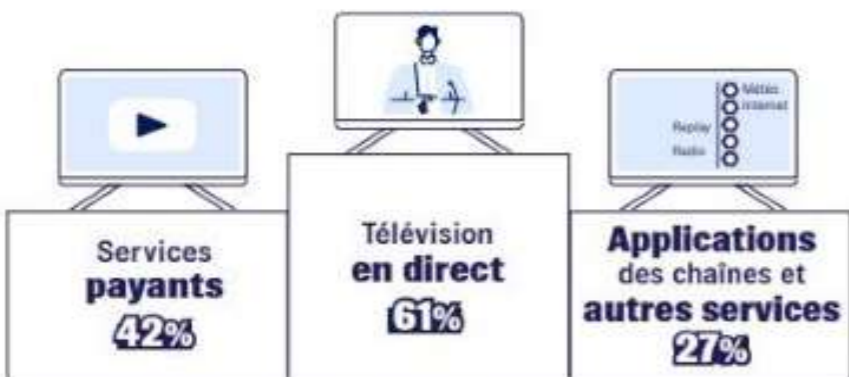 Météo
Internet
Replay
Radio
Services
payants
42%
Télévision
en direct
61%
Applications
des chaînes et
autres services
27%